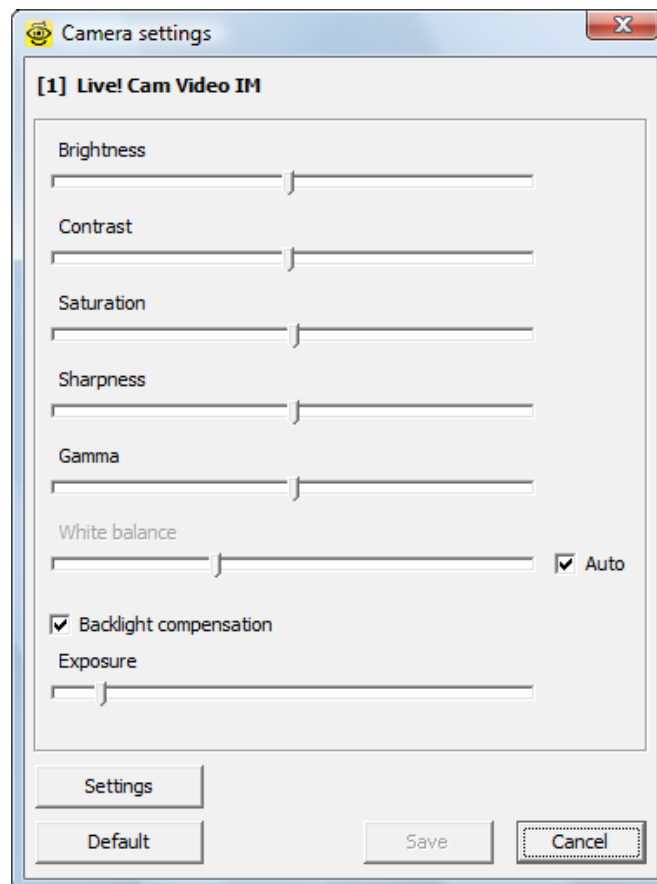 Camera settings
[1] Live! Cam Video IM
Brightness
Contrast
Saturation
Sharpness
Gamma
White balance
Auto
Backlight compensation
Exposure
Settings
Default Save Cancel